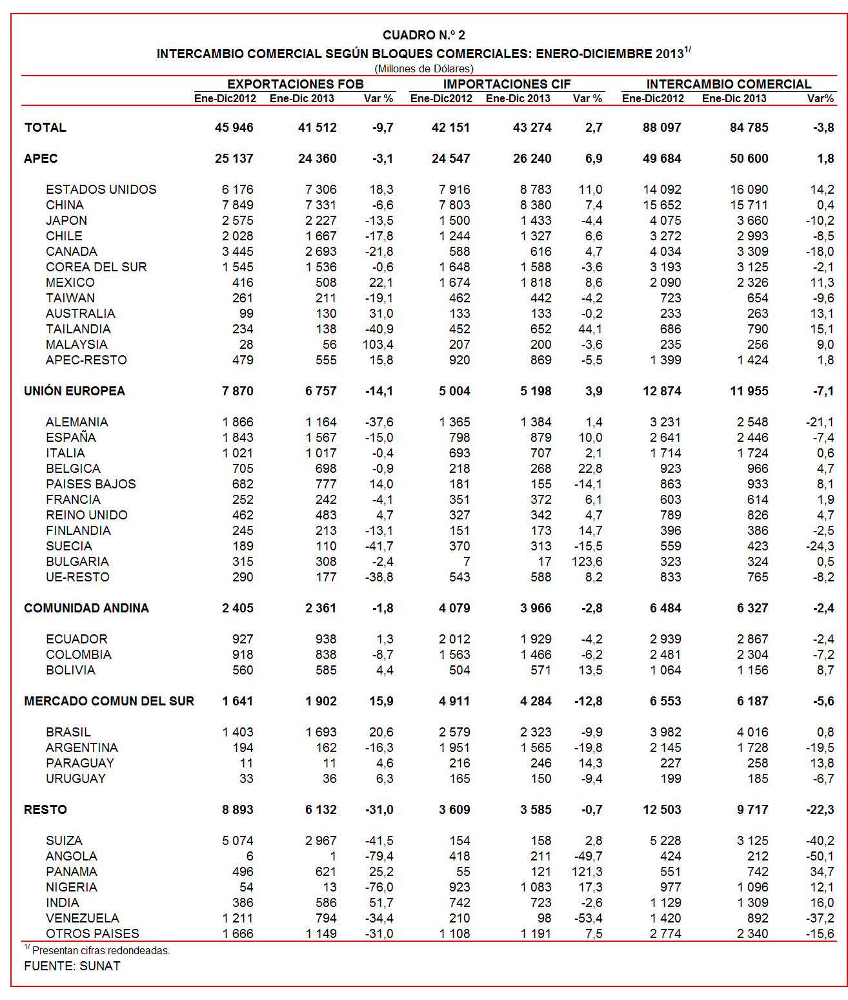 CUADRO N.º 2
INTERCAMBIO COMERCIAL SEGÚN BLOQUES COMERCIALES: ENERO-DICIEMBRE 2013 1/
(Millones de Dólares)
EXPORTACIONES FOB IMPORTACIONES CIF INTERCAMBIO COMERCIAL
Ene-Dic2012 Ene-Dic 2013 Var % Ene-Dic2012 Ene-Dic 2013 Var % Ene-Dic2012 Ene-Dic 2013 Var%
TOTAL 45 946 41 512 -9,7 42 151 43 274 2,7 88 097 84 785 -3,8
APEC 25 137 24 360 -3,1 24 547 26 240 6,9 49 684 50 600 1,8
ESTADOS UNIDOS 6 176 7 306 18,3 7 916 8 783 11,0 14 092 16 090 14,2
CHINA 7 849 7 331 -6,6 7 803 8 380 7,4 15 652 15 711 0,4
JAPON 2 575 2 227 -13,5 1 500 1 433 -4,4 4 075 3 660 -10,2
CHILE 2 028 1 667 -17,8 1 244 1 327 6,6 3 272 2 993 -8,5
CANADA 3 445 2 693 -21,8 588 616 4,7 4 034 3 309 -18,0
COREA DEL SUR 1 545 1 536 -0,6 1 648 1 588 -3,6 3 193 3 125 -2,1
MEXICO 416 508 22,1 1 674 1 818 8,6 2 090 2 326 11,3
TAIWAN 261 211 -19,1 462 442 -4,2 723 654 -9,6
AUSTRALIA 99 130 31,0 133 133 -0,2 233 263 13,1
TAILANDIA 234 138 -40,9 452 652 44,1 686 790 15,1
MALAYSIA 28 56 103,4 207 200 -3,6 235 256 9,0
APEC-RESTO 479 555 15,8 920 869 -5,5 1 399 1 424 1,8
UNIÓN EUROPEA 7 870 6 757 -14,1 5 004 5 198 3,9 12 874 11 955 -7,1
ALEMANIA 1 866 1 164 -37,6 1 365 1 384 1,4 3 231 2 548 -21,1
ESPAÑA 1 843 1 567 -15,0 798 879 10,0 2 641 2 446 -7,4
ITALIA 1 021 1 017 -0,4 693 707 2,1 1 714 1 724 0,6
BELGICA 705 698 -0,9 218 268 22,8 923 966 4,7
PAISES BAJOS 682 777 14,0 181 155 -14,1 863 933 8,1
FRANCIA 252 242 -4,1 351 372 6,1 603 614 1,9
REINO UNIDO 462 483 4,7 327 342 4,7 789 826 4,7
FINLANDIA 245 213 -13,1 151 173 14,7 396 386 -2,5
SUECIA 189 110 -41,7 370 313 -15,5 559 423 -24,3
BULGARIA 315 308 -2,4 7 17 123,6 323 324 0,5
UE-RESTO 290 177 -38,8 543 588 8,2 833 765 -8,2
COMUNIDAD ANDINA 2 405 2 361 -1,8 4 079 3 966 -2,8 6 484 6 327 -2,4
ECUADOR 927 938 1,3 2 012 1 929 -4,2 2 939 2 867 -2,4
COLOMBIA 918 838 -8,7 1 563 1 466 -6,2 2 481 2 304 -7,2
BOLIVIA 560 585 4,4 504 571 13,5 1 064 1 156 8,7
MERCADO COMUN DEL SUR 1 641 1 902 15,9 4 911 4 284 -12,8 6 553 6 187 -5,6
BRASIL 1 403 1 693 20,6 2 579 2 323 -9,9 3 982 4 016 0,8
ARGENTINA 194 162 -16,3 1 951 1 565 -19,8 2 145 1 728 -19,5
PARAGUAY 11 11 4,6 216 246 14,3 227 258 13,8
URUGUAY 33 36 6,3 165 150 -9,4 199 185 -6,7
RESTO 8 893 6 132 -31,0 3 609 3 585 -0,7 12 503 9 717 -22,3
SUIZA 5 074 2 967 -41,5 154 158 2,8 5 228 3 125 -40,2
ANGOLA 6 1 -79,4 418 211 -49,7 424 212 -50,1
PANAMA 496 621 25,2 55 121 121,3 551 742 34,7
NIGERIA 54 13 -76,0 923 1 083 17,3 977 1 096 12,1
INDIA 386 586 51,7 742 723 -2,6 1 129 1 309 16,0
VENEZUELA 1 211 794 -34,4 210 98 -53,4 1 420 892 -37,2
OTROS PAISES 1 666 1 149 -31,0 1 108 1 191 7,5 2 774 2 340 -15,6
1/ Presentan cifras redondeadas.
FUENTE: SUNAT